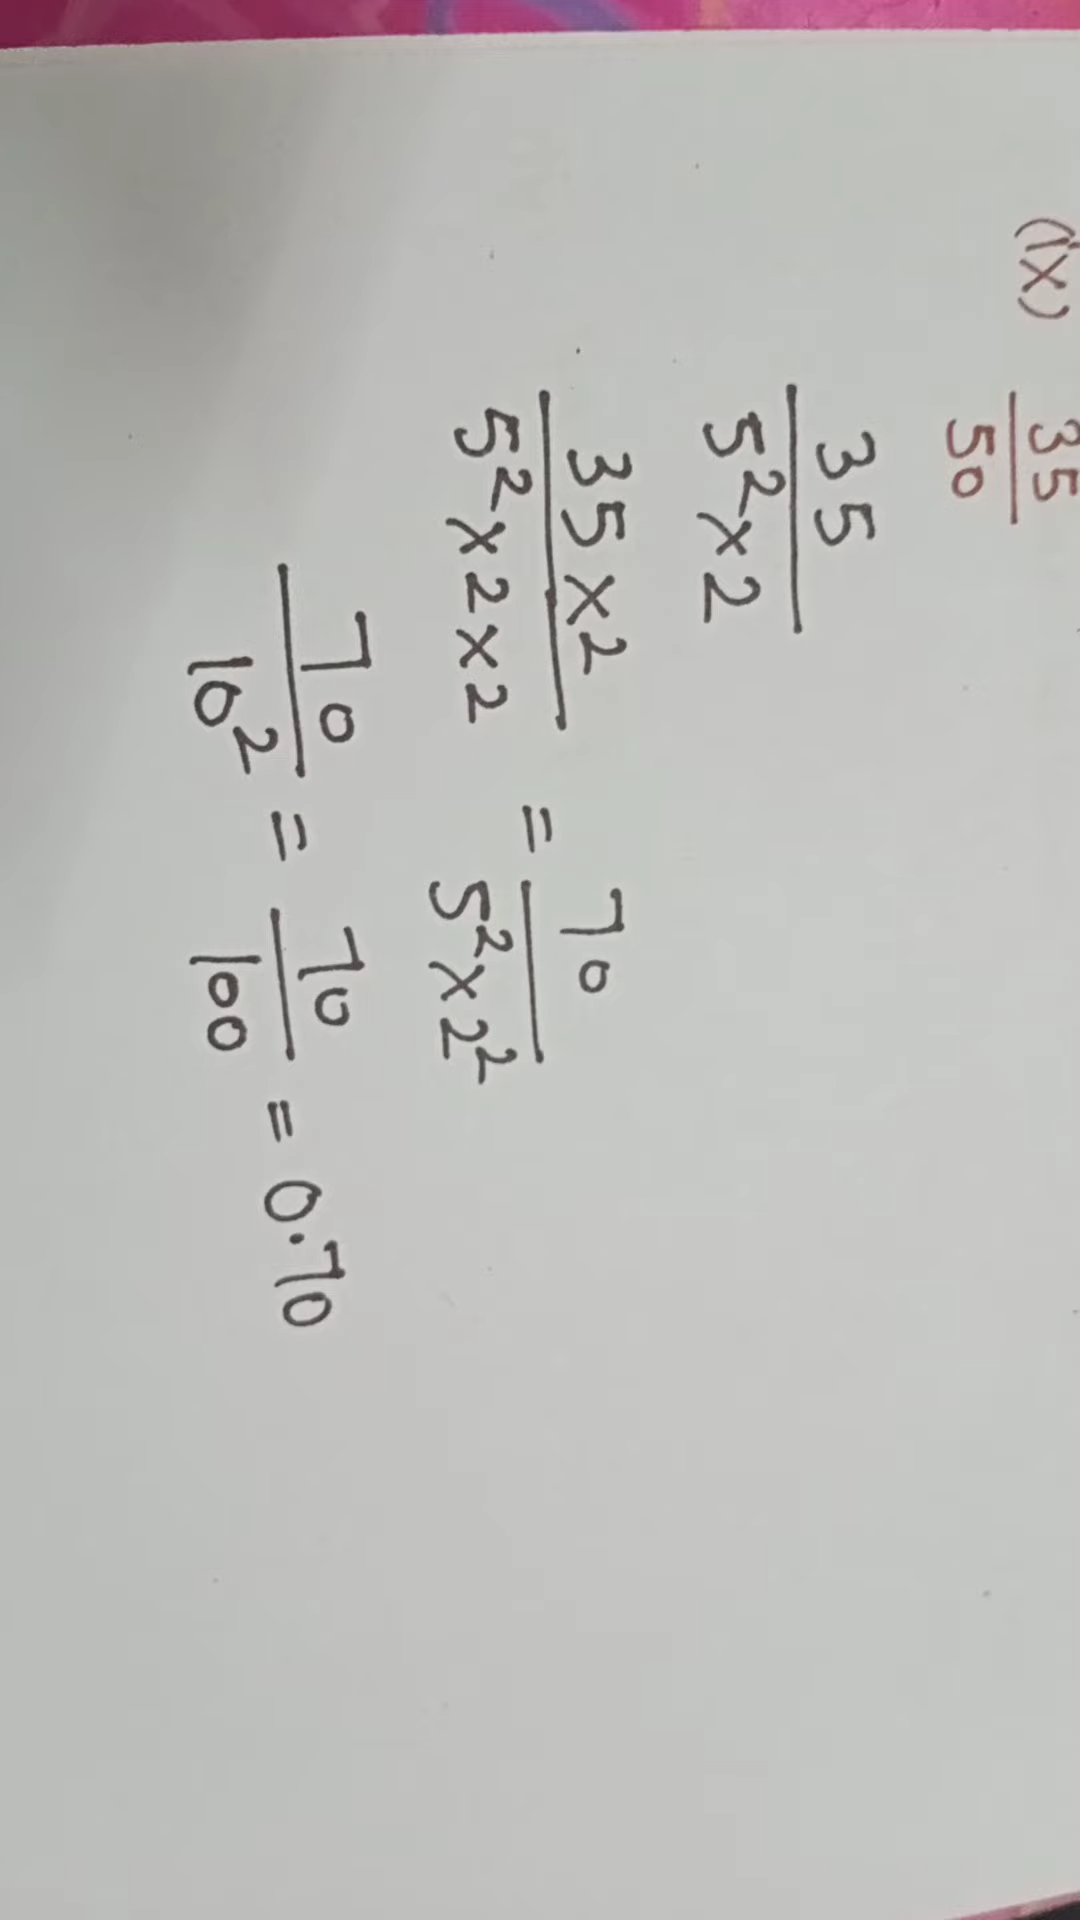 (ix) 35/50
35/5²×2
35×2/5²×2×2 = 70/5²×2²
70/10² = 70/100 = 0.70